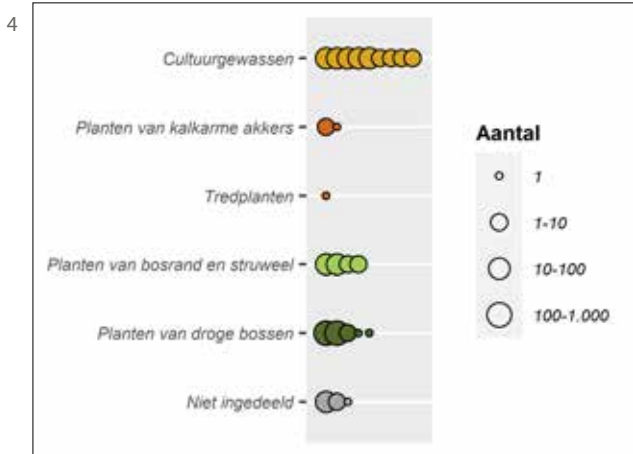 4
Cultuurgewassen
Planten van kalkarme akkers
Tredplanten
Planten van bosrand en struweel
Planten van droge bossen
Niet ingedeeld
Aantal
1
1-10
10-100
100-1.000